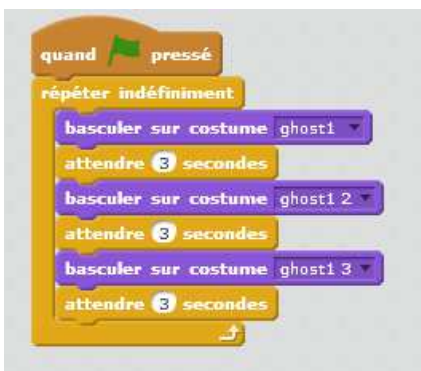 quand pressé
répéter indéfiniment
basculer sur costume ghost1
attendre 3 secondes
basculer sur costume ghost1 2
attendre 3 secondes
basculer sur costume ghost1 3
attendre 3 secondes